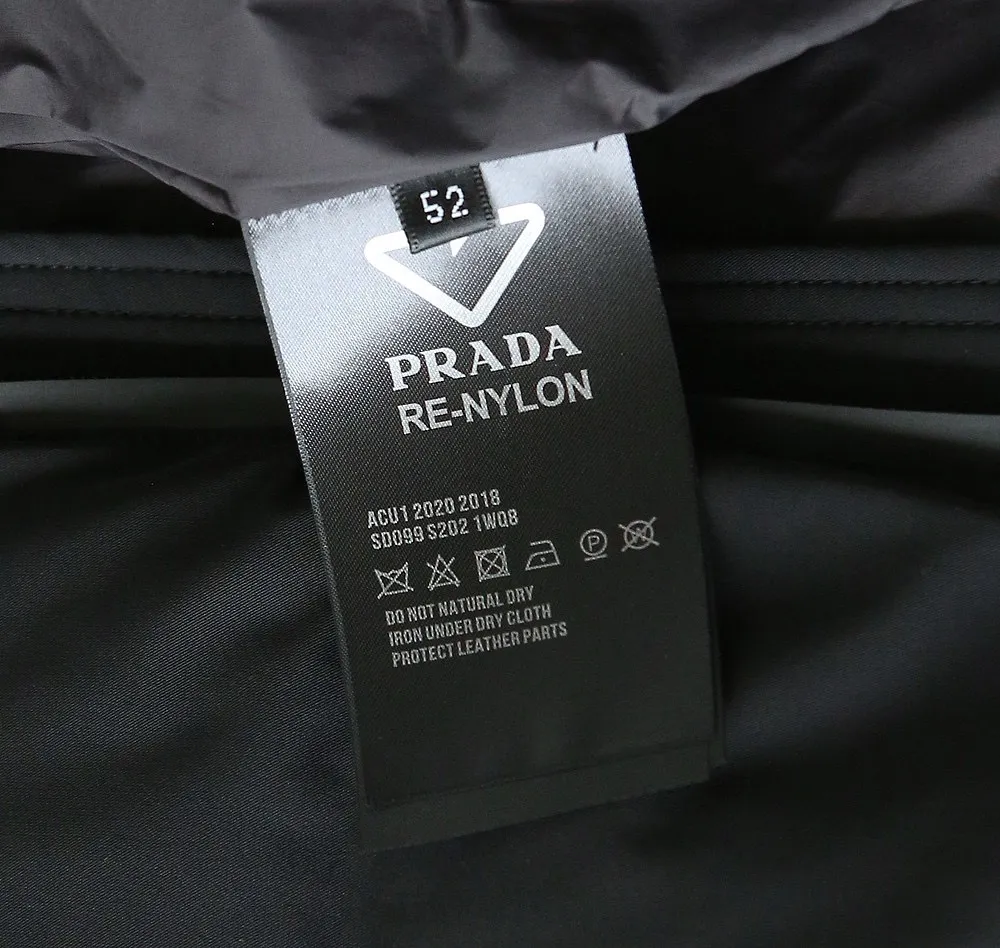 52
PRADA
RE-NYLON
ACU1 2020 2018
SD099 S202 1WQ8
P
W
DO NOT NATURAL DRY
IRON UNDER DRY CLOTH
PROTECT LEATHER PARTS